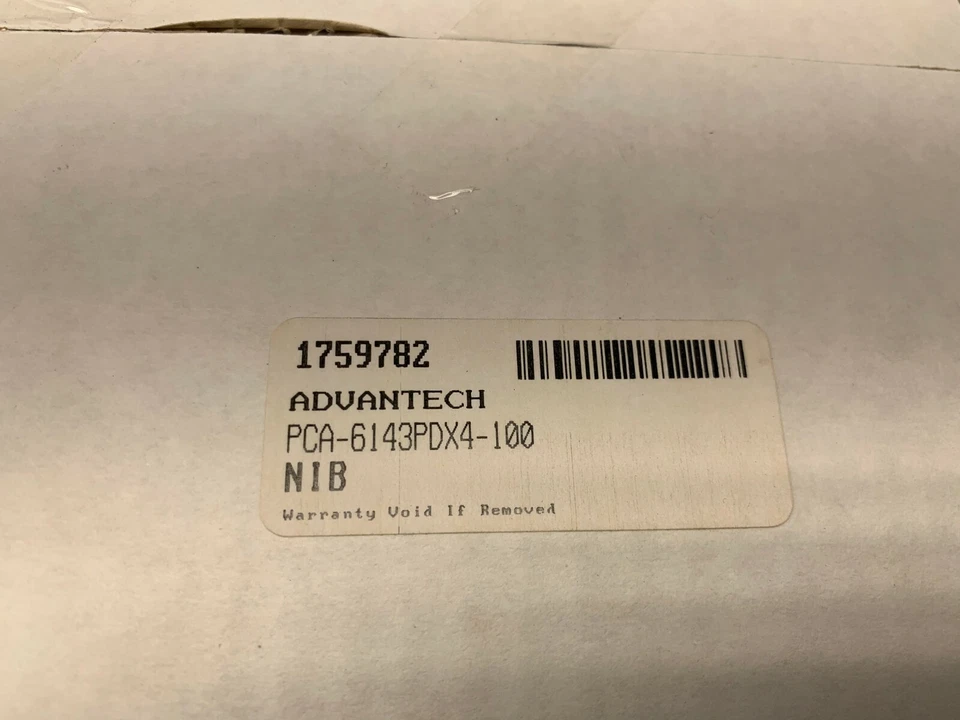 1759782
ADVANTECH
PCA-6143PDX4-100
NIB
Warranty Void If Removed